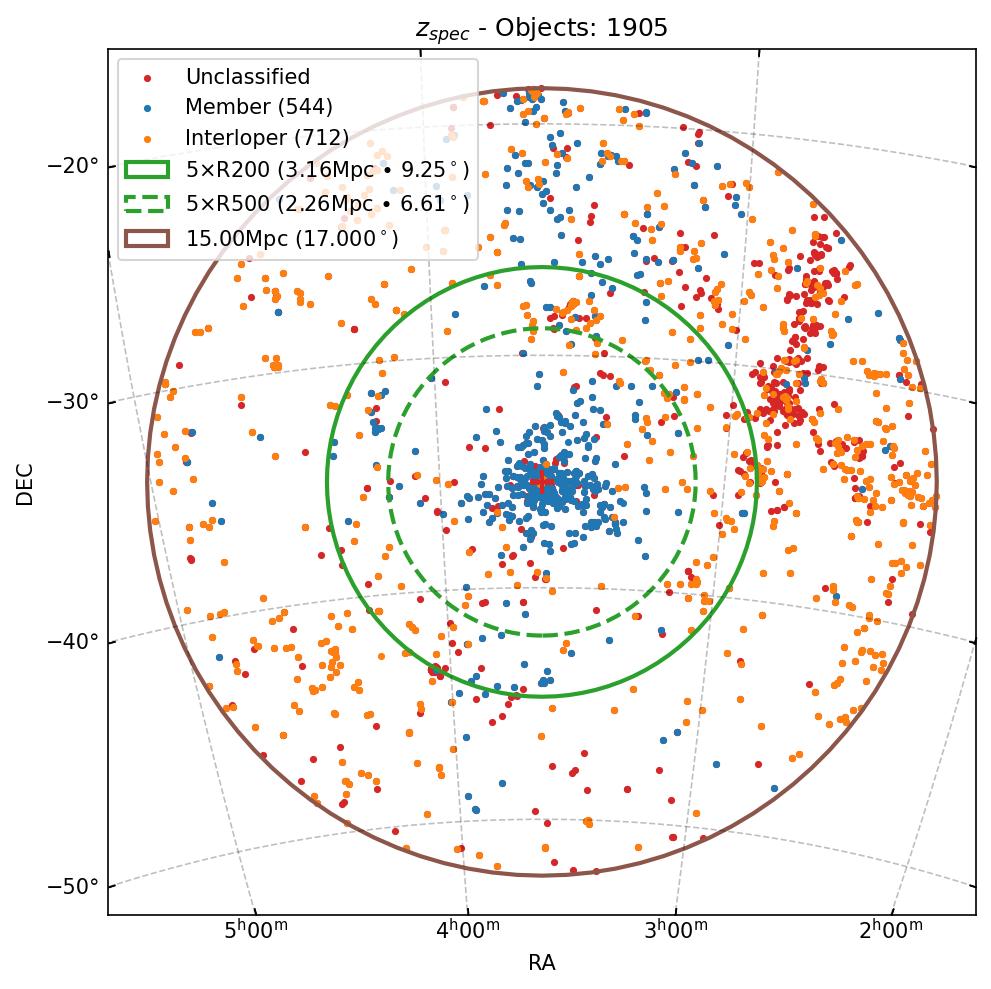 z_spec - Objects: 1905
Unclassified
Member (544)
Interloper (712)
5×R200 (3.16Mpc • 9.25°)
5×R500 (2.26Mpc • 6.61°)
15.00Mpc (17.000°)
−20°
−30°
−40°
−50°
DEC
5h00m 4h00m 3h00m 2h00m
RA